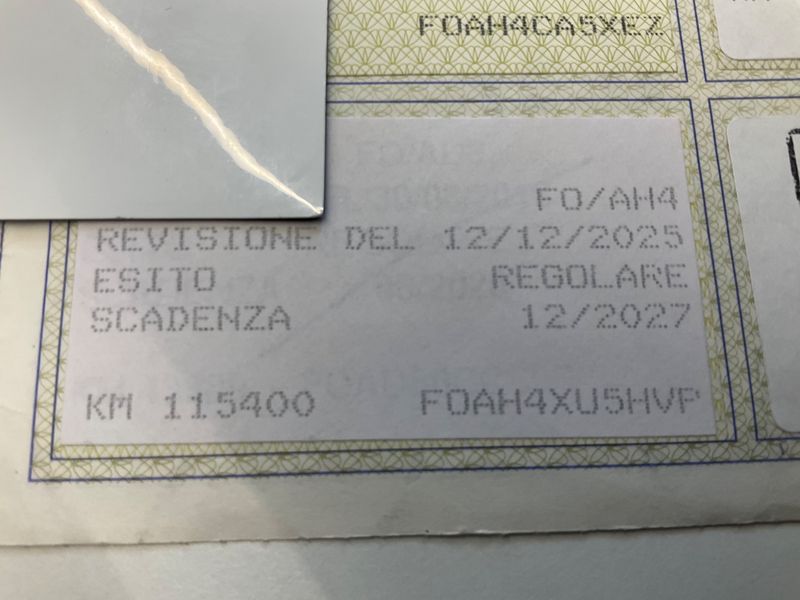 FOAH4CA5XEZ
FO/AH4
REVISIONE DEL 12/12/2025
ESITO REGOLARE
SCADENZA 12/2027
KM 115400 FOAH4XU5HVP